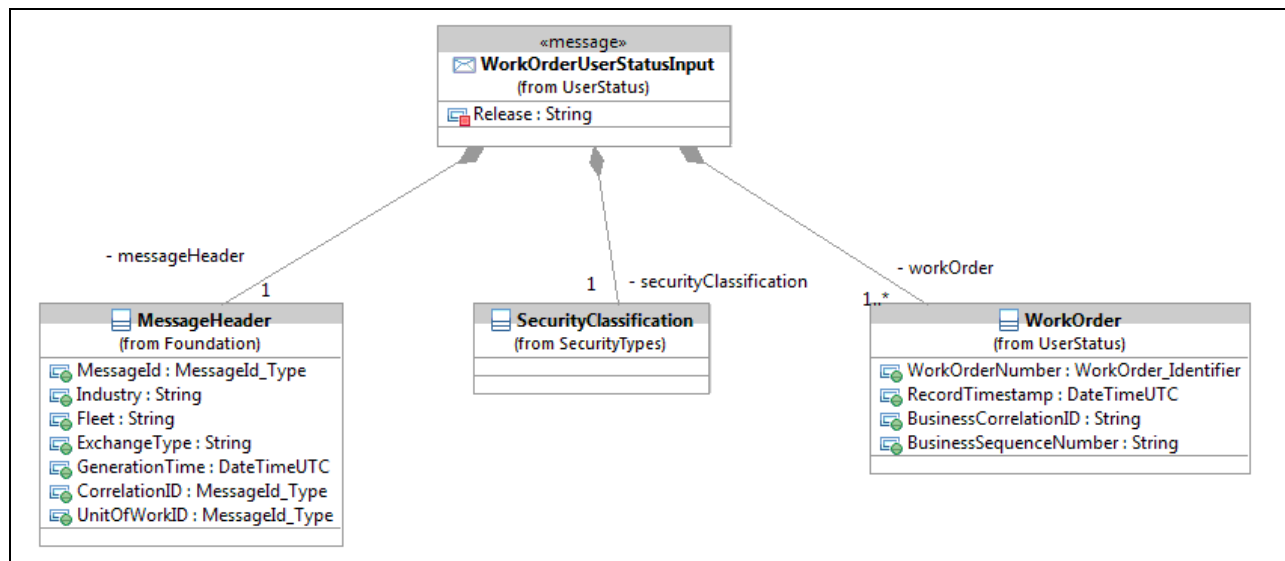 «message»
WorkOrderUserStatusInput
(from UserStatus)
Release : String
- messageHeader
1
1
- securityClassification
- workOrder
1..*
MessageHeader
(from Foundation)
MessageId : MessageId_Type
Industry : String
Fleet : String
ExchangeType : String
GenerationTime : DateTimeUTC
CorrelationID : MessageId_Type
UnitOfWorkID : MessageId_Type
SecurityClassification
(from SecurityTypes)
WorkOrder
(from UserStatus)
WorkOrderNumber : WorkOrder_Identifier
RecordTimestamp : DateTimeUTC
BusinessCorrelationID : String
BusinessSequenceNumber : String